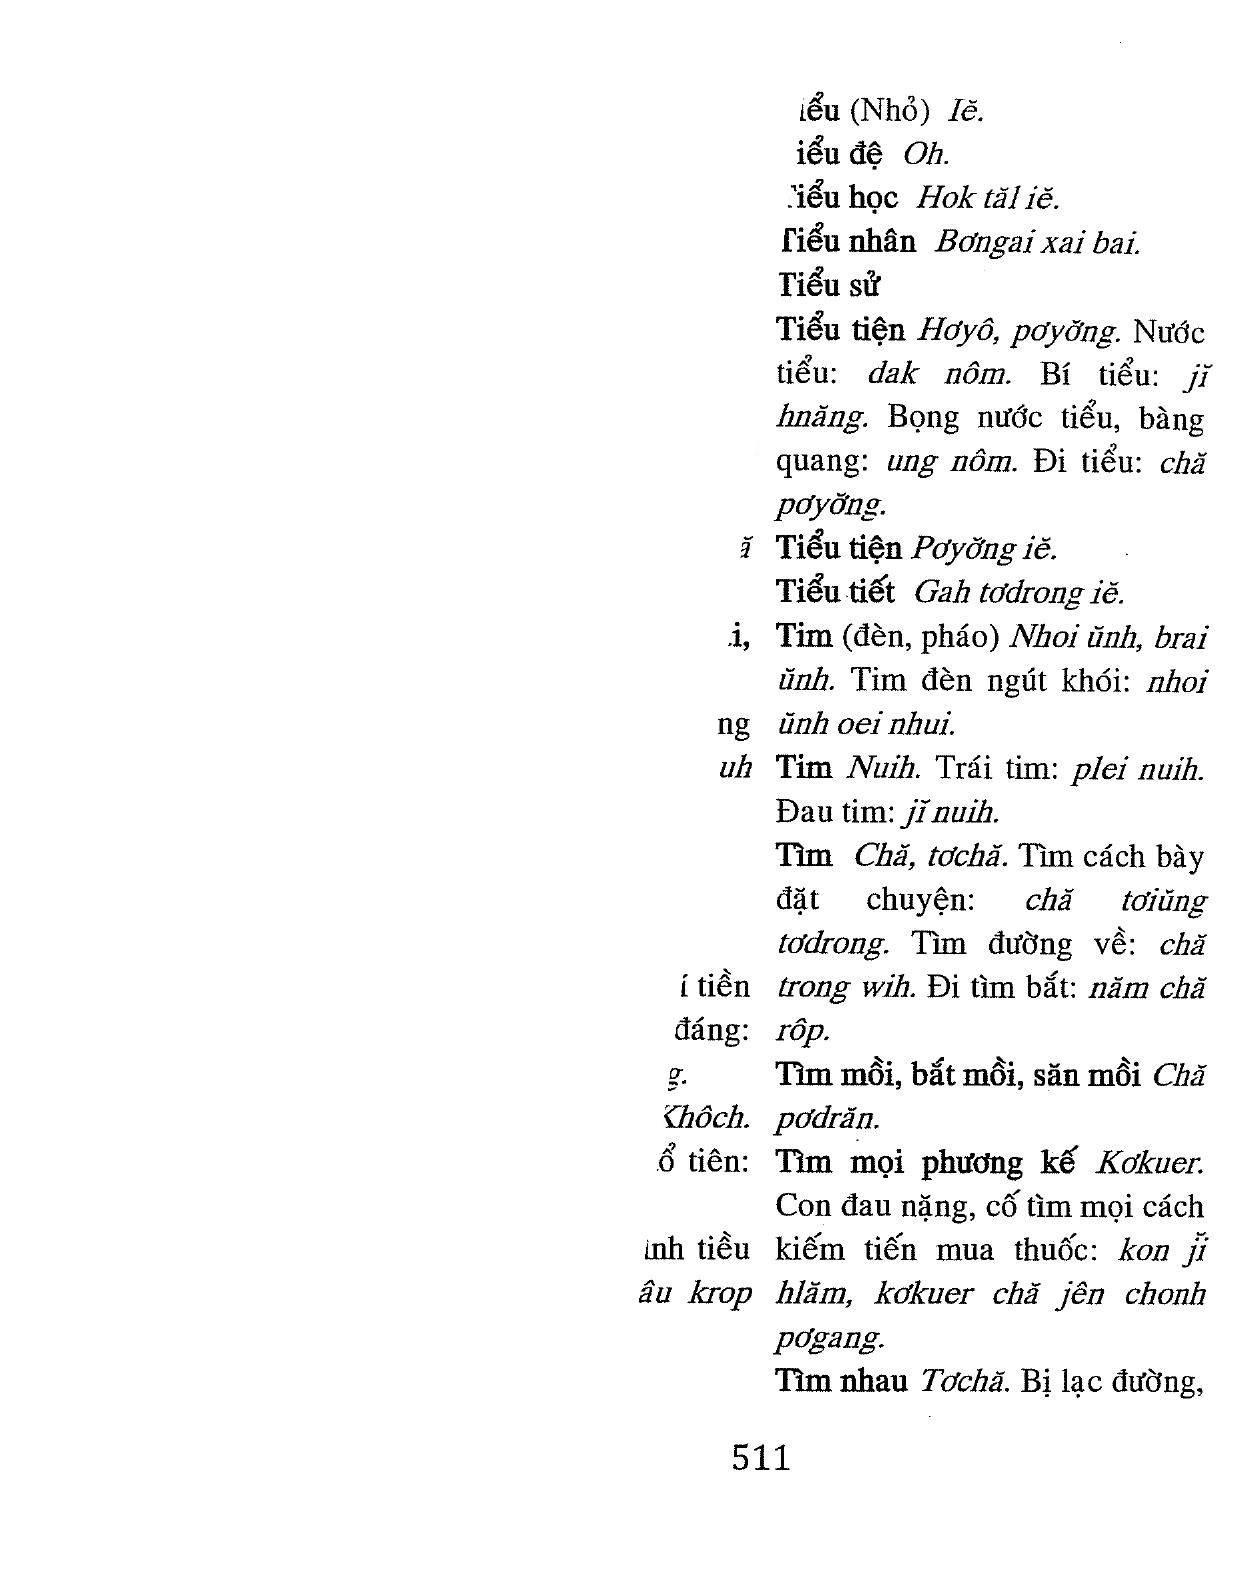 iểu (Nhỏ) Iĕ.
iểu đệ Oh.
iểu học Hok tăl iĕ.
Tiểu nhân Bơngai xai bai.
Tiểu sử
Tiểu tiện Hơyô, pơyơ̆ng. Nước
tiểu: dak nôm. Bí tiểu: jĭ
hnăng. Bọng nước tiểu, bàng
quang: ung nôm. Đi tiểu: chă
pơyơ̆ng.
Tiểu tiện Pơyơ̆ng iĕ.
Tiểu tiết Gah tơdrong iĕ.
i, Tim (đèn, pháo) Nhoi ŭnh, brai
ŭnh. Tim đèn ngút khói: nhoi
ng ŭnh oei nhui.
uh Tim Nuih. Trái tim: plei nuih.
Đau tim: jĭ nuih.
Tìm Chă, tơchă. Tìm cách bày
đặt chuyện: chă tơiŭng
tơdrong. Tìm đường về: chă
í tiền trong wih. Đi tìm bắt: năm chă
đáng: rôp.
g. Tìm mồi, bắt mồi, săn mồi Chă
Khôch. pơdrăn.
ổ tiên: Tìm mọi phương kế Kơkuer.
Con đau nặng, cố tìm mọi cách
inh tiều kiếm tiến mua thuốc: kon jĭ
âu krop hlăm, kơkuer chă jên chonh
pơgang.
Tìm nhau Tơchă. Bị lạc đường,
511